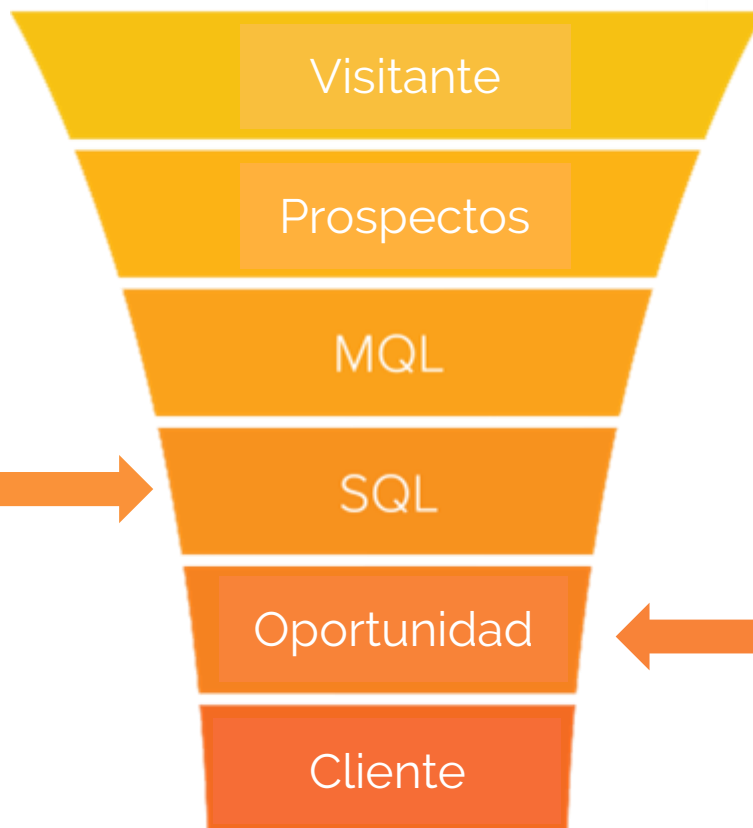 Visitante
Prospectos
MQL
SQL
Oportunidad
Cliente